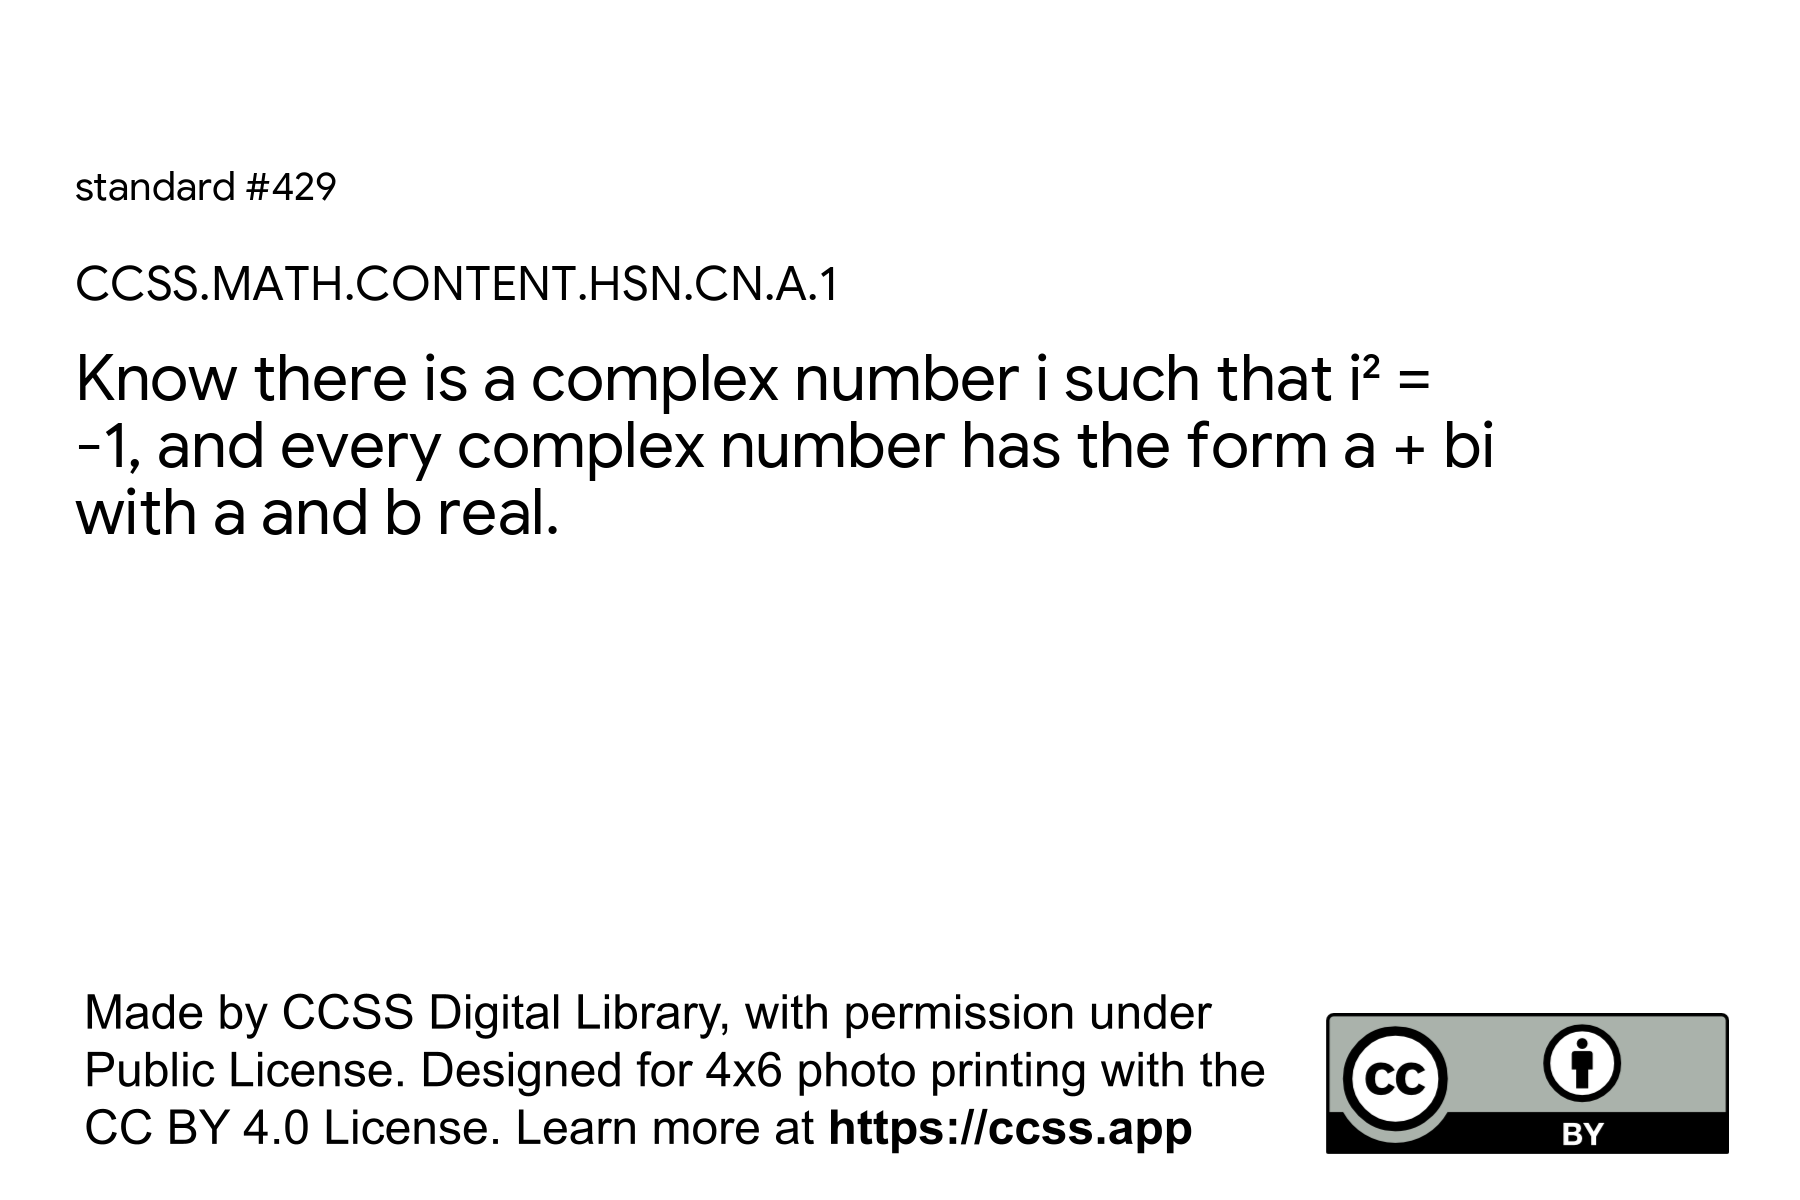 standard #429
CCSS.MATH.CONTENT.HSN.CN.A.1
Know there is a complex number i such that i² =
-1, and every complex number has the form a + bi
with a and b real.
Made by CCSS Digital Library, with permission under
Public License. Designed for 4x6 photo printing with the
CC BY 4.0 License. Learn more at https://ccss.app
CC
BY